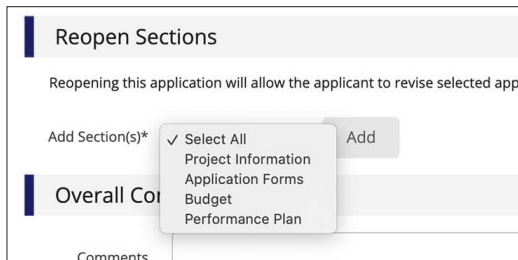 Reopen Sections
Reopening this application will allow the applicant to revise selected app
Add Section(s)*
✓ Select All
Add
Project Information
Application Forms
Budget
Performance Plan
Overall Co
Comments